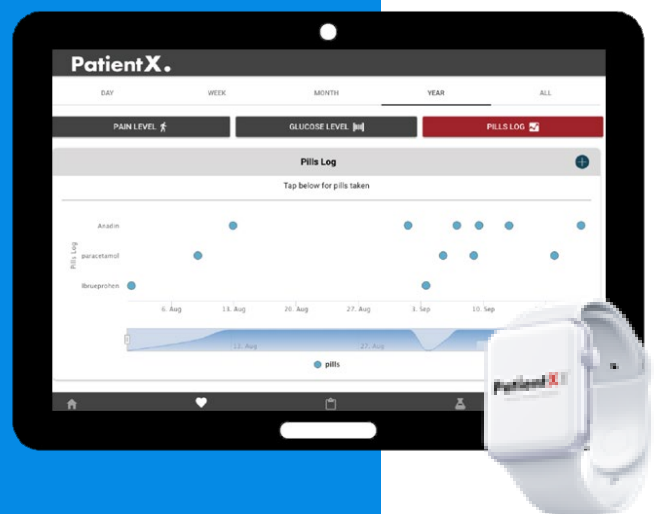 PatientX.
DAY WEEK MONTH YEAR ALL
PAIN LEVEL GLUCOSE LEVEL PILLS LOG
Pills Log
Tap below for pills taken
Pills Log
Anadin
paracetamol
6. Aug 13. Aug 20. Aug 27. Aug 3. Sep 10. Sep
13. Aug 27. Aug
pills
PatientX